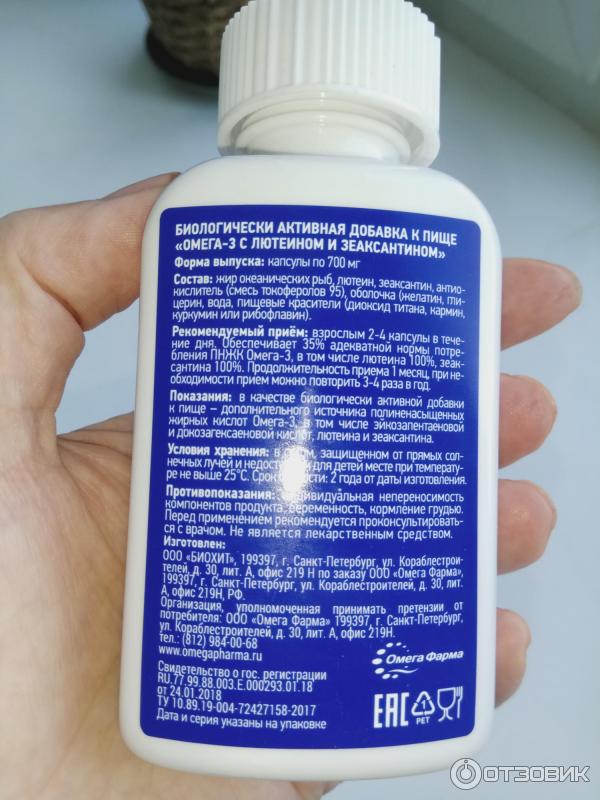 БИОЛОГИЧЕСКИ АКТИВНАЯ ДОБАВКА К ПИЩЕ
«ОМЕГА-3 С ЛЮТЕИНОМ И ЗЕАКСАНТИНОМ»
Форма выпуска: капсулы по 700 мг
Состав: жир океанических рыб, лютеин, зеаксантин, антио-
кислитель (смесь токоферолов 95), оболочка (желатин, гли-
церин, вода, пищевые красители (диоксид титана, кармин,
куркумин или рибофлавин).
Рекомендуемый приём: взрослым 2-4 капсулы в тече-
ние дня. Обеспечивает 35% адекватной нормы потре-
бления ПНЖК Омега-3, в том числе лютеина 100%, зеак-
сантина 100%. Продолжительность приема 1 месяц, при не-
обходимости прием можно повторить 3-4 раза в год.
Показания: в качестве биологически активной добавки
к пище – дополнительного источника полиненасыщенных
жирных кислот Омега-3, в том числе эйкозапентаеновой
и докозагексаеновой кислот, лютеина и зеаксантина.
Условия хранения: в защищенном от прямых сол-
нечных лучей и для детей месте при температу-
ре не выше 25°C. Срок 2 года от даты изготовления.
Противопоказания: индивидуальная непереносимость
компонентов продукта, беременность, кормление грудью.
Перед применением рекомендуется проконсультировать-
ся с врачом. Не является лекарственным средством.
Изготовлен:
ООО «БИОХИТ», 199397, г. Санкт-Петербург, ул. Кораблестрои-
телей, д. 30, лит. А, офис 219 Н по заказу ООО «Омега Фарма»,
199397, г. Санкт-Петербург, ул. Кораблестроителей, д. 30, лит.
А, офис 219Н, РФ.
Организация, уполномоченная принимать претензии от
потребителя: ООО «Омега Фарма» 199397, г. Санкт-Петербург,
ул. Кораблестроителей, д. 30, лит. А, офис 219Н.
тел.: (812) 984-00-68
www.omegapharma.ru
Свидетельство о гос. регистрации
RU.77.99.88.003.Е.000293.01.18
от 24.01.2018
ТУ 10.89.19-004-72427158-2017
Дата и серия указаны на упаковке
Омега Фарма
ЕАС
PET
ОТЗОВИК